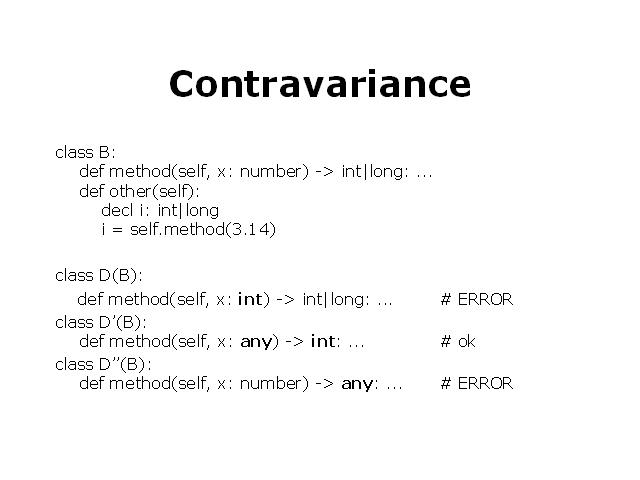 Contravariance
class B:
def method(self, x: number) -> int|long: ...
def other(self):
decl i: int|long
i = self.method(3.14)
class D(B):
def method(self, x: int) -> int|long: ... # ERROR
class D’(B):
def method(self, x: any) -> int: ... # ok
class D’’(B):
def method(self, x: number) -> any: ... # ERROR